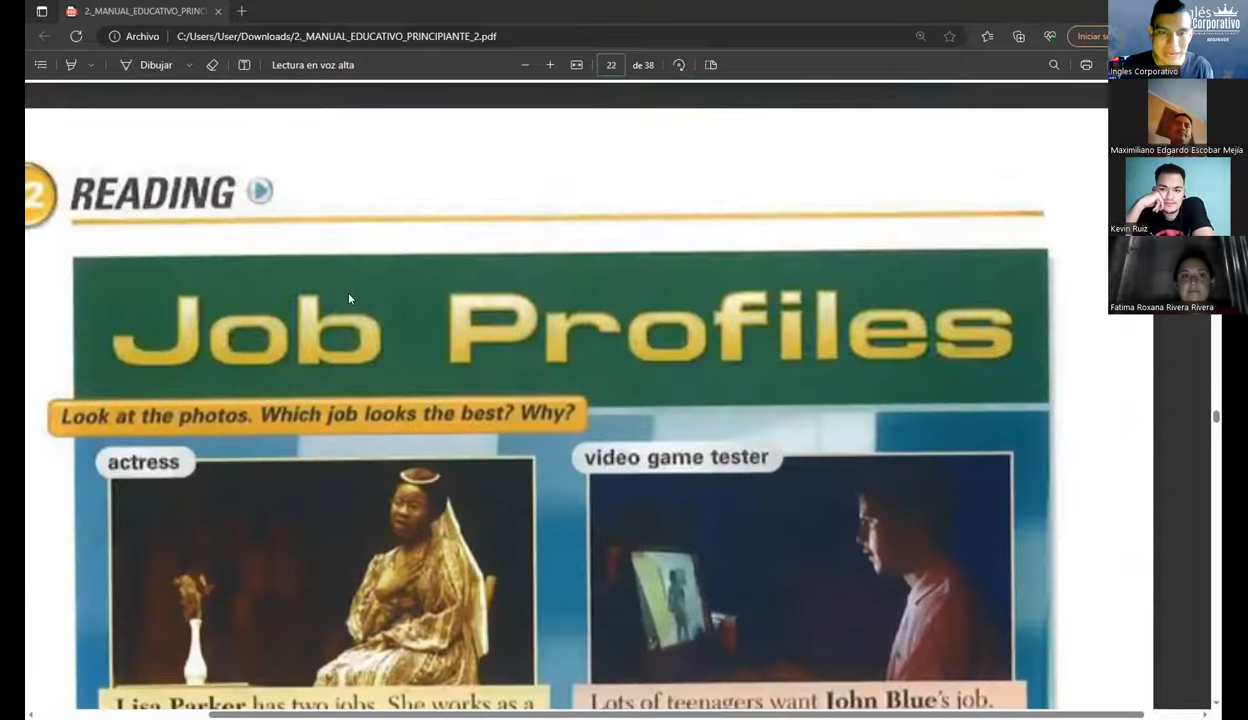 2._MANUAL_EDUCATIVO_PRINCI
Archivo
C:/Users/User/Downloads/2._MANUAL_EDUCATIVO_PRINCIPIANTE_2.pdf
Dibujar
Lectura en voz alta
22
de 38
Ingles Corporativo
Maximiliano Edgardo Escobar Mejía
Kevin Ruiz
Fatima Roxana Rivera Rivera
Corporativo
BEGINNER
2 READING
Job Profiles
Look at the photos. Which job looks the best? Why?
actress
video game tester
Lisa Parker has two jobs. She works as a
Lots of teenagers want John Blue's job.